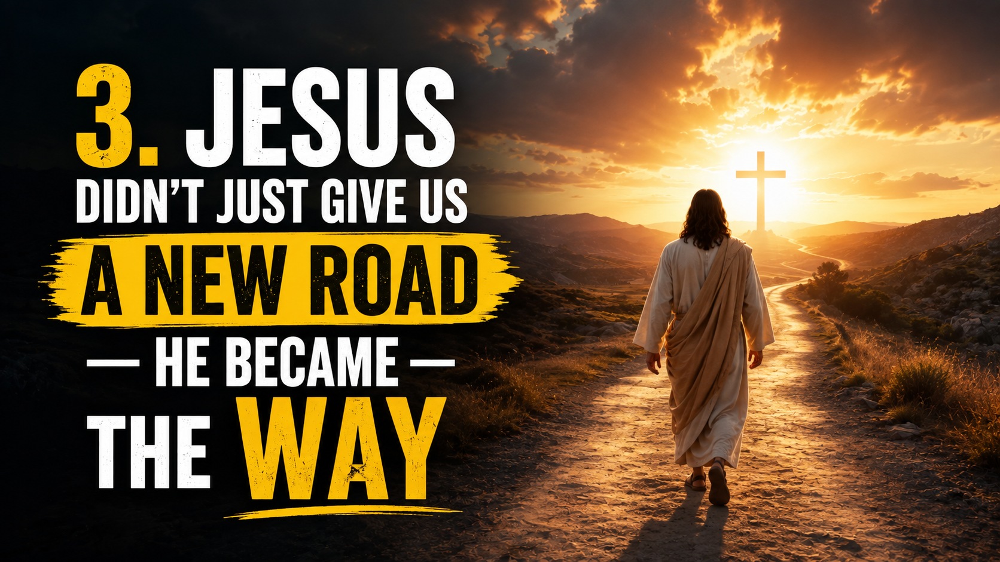 3. JESUS
DIDN'T JUST GIVE US
A NEW ROAD
— HE BECAME —
THE WAY